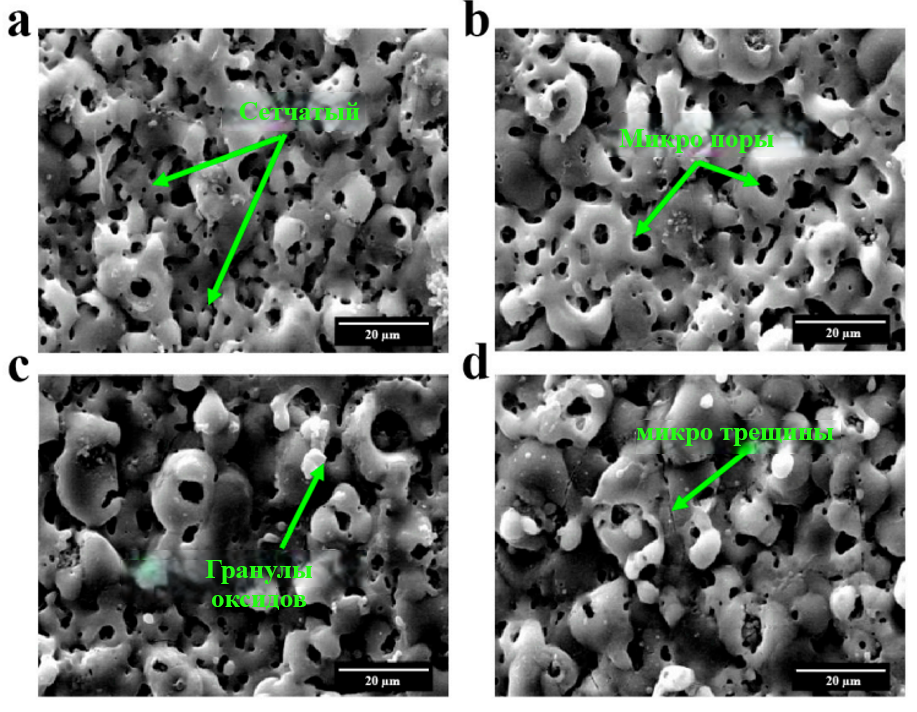 a
b
Сетчатый
Микро поры
20 µm
20 µm
c
d
микро трещины
Гранулы
оксидов
20 µm
20 µm